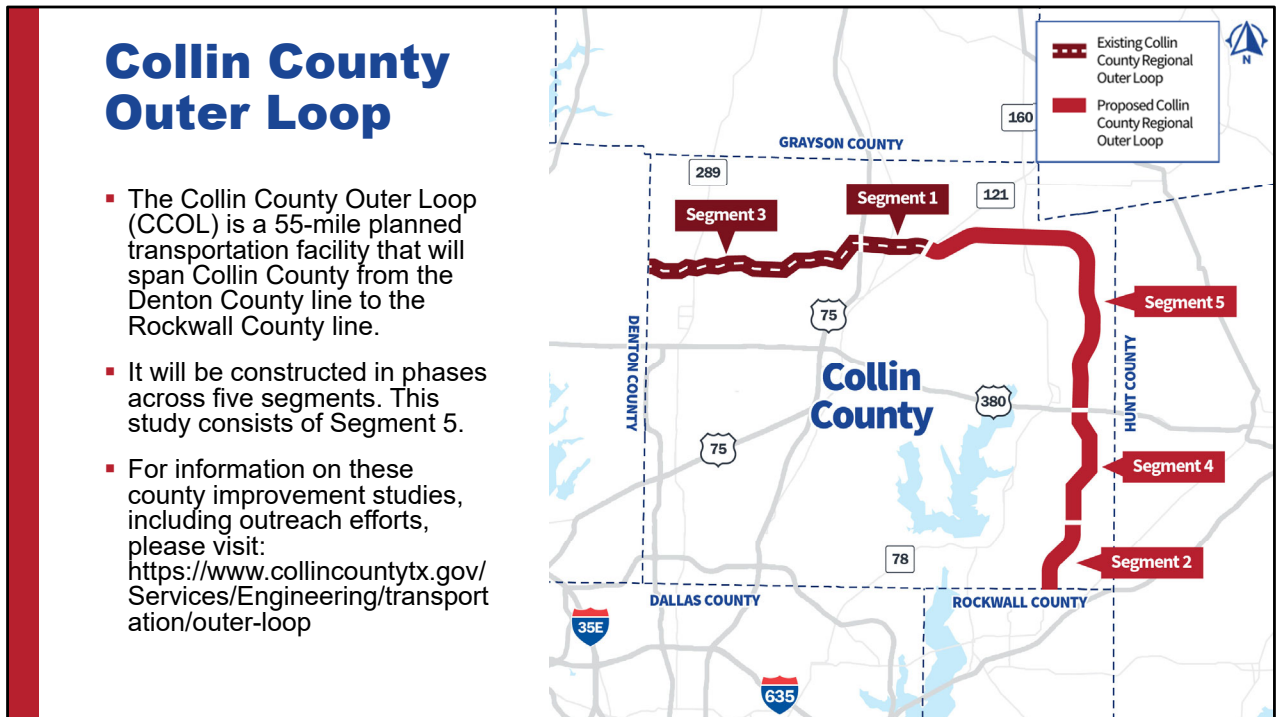 Collin County
Outer Loop
▪ The Collin County Outer Loop
(CCOL) is a 55-mile planned
transportation facility that will
span Collin County from the
Denton County line to the
Rockwall County line.
▪ It will be constructed in phases
across five segments. This
study consists of Segment 5.
▪ For information on these
county improvement studies,
including outreach efforts,
please visit:
https://www.collincountytx.gov/
Services/Engineering/transport
ation/outer-loop
Existing Collin
County Regional
Outer Loop
Proposed Collin
County Regional
Outer Loop
N
160
GRAYSON COUNTY
289
121
Segment 3
Segment 1
75
Segment 5
DENTON COUNTY
HUNT COUNTY
Collin
County
380
75
Segment 4
78
Segment 2
DALLAS COUNTY
ROCKWALL COUNTY
35E
635